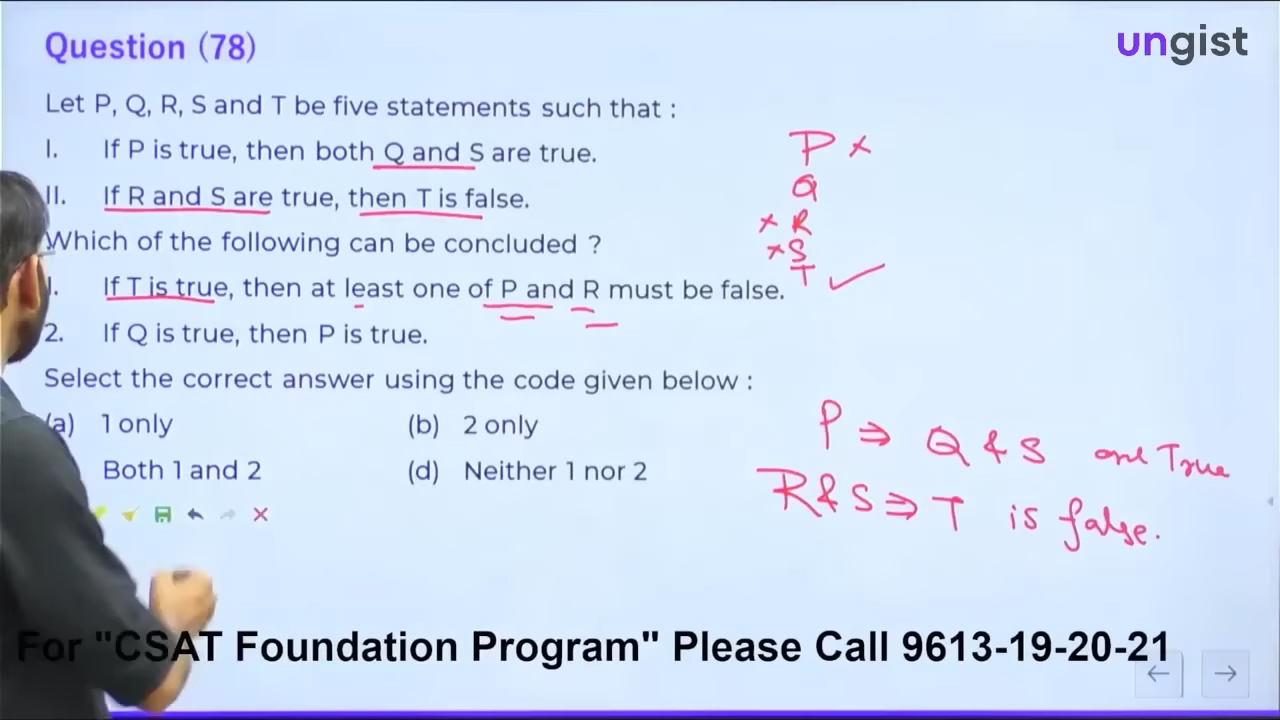 Question (78)
ungist
Let P, Q, R, S and T be five statements such that :
I. If P is true, then both Q and S are true.
II. If R and S are true, then T is false.
Which of the following can be concluded ?
. If T is true, then at least one of P and R must be false.
2. If Q is true, then P is true.
Select the correct answer using the code given below :
(a) 1 only (b) 2 only
Both 1 and 2 (d) Neither 1 nor 2
P ×
Q
× R
× S
T ✓
P ⇒ Q & S are True
R & S ⇒ T is false.
For "CSAT Foundation Program" Please Call 9613-19-20-21